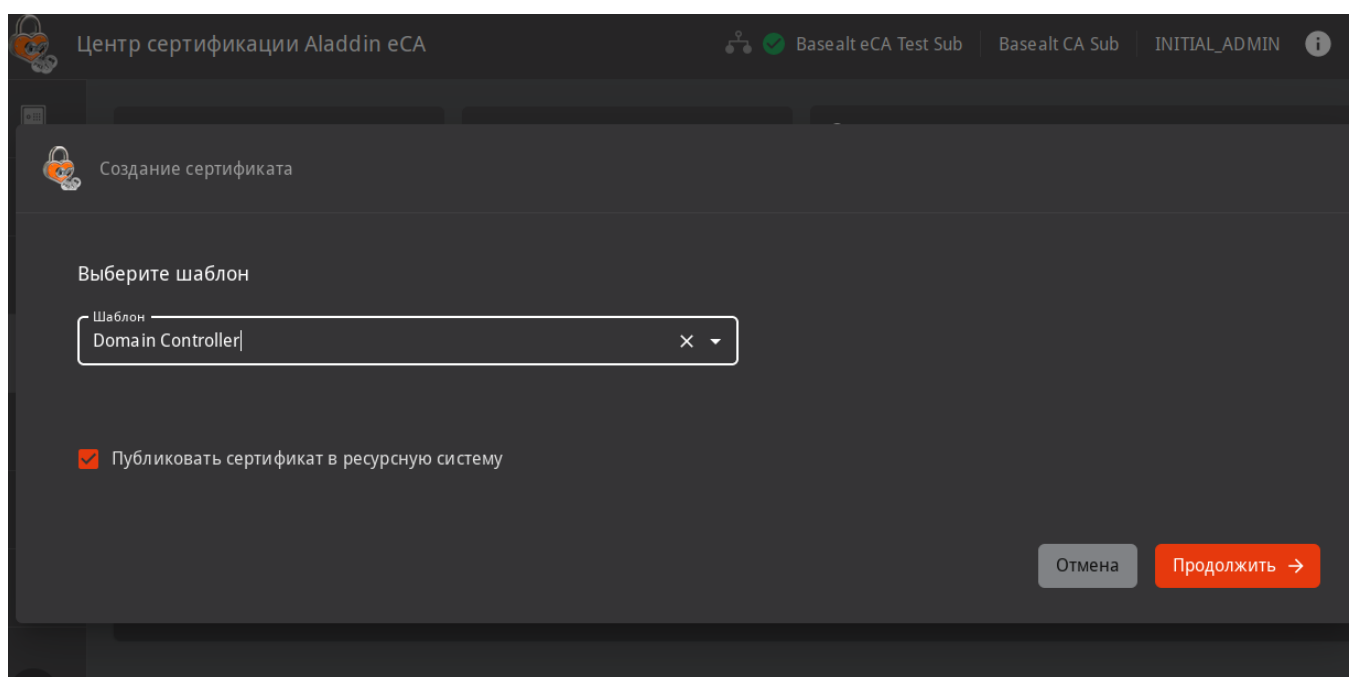 Центр сертификации Aladdin eCA
Basealt eCA Test Sub
Basealt CA Sub
INITIAL_ADMIN
Создание сертификата
Выберите шаблон
Шаблон
Domain Controller
Публиковать сертификат в ресурсную систему
Отмена
Продолжить